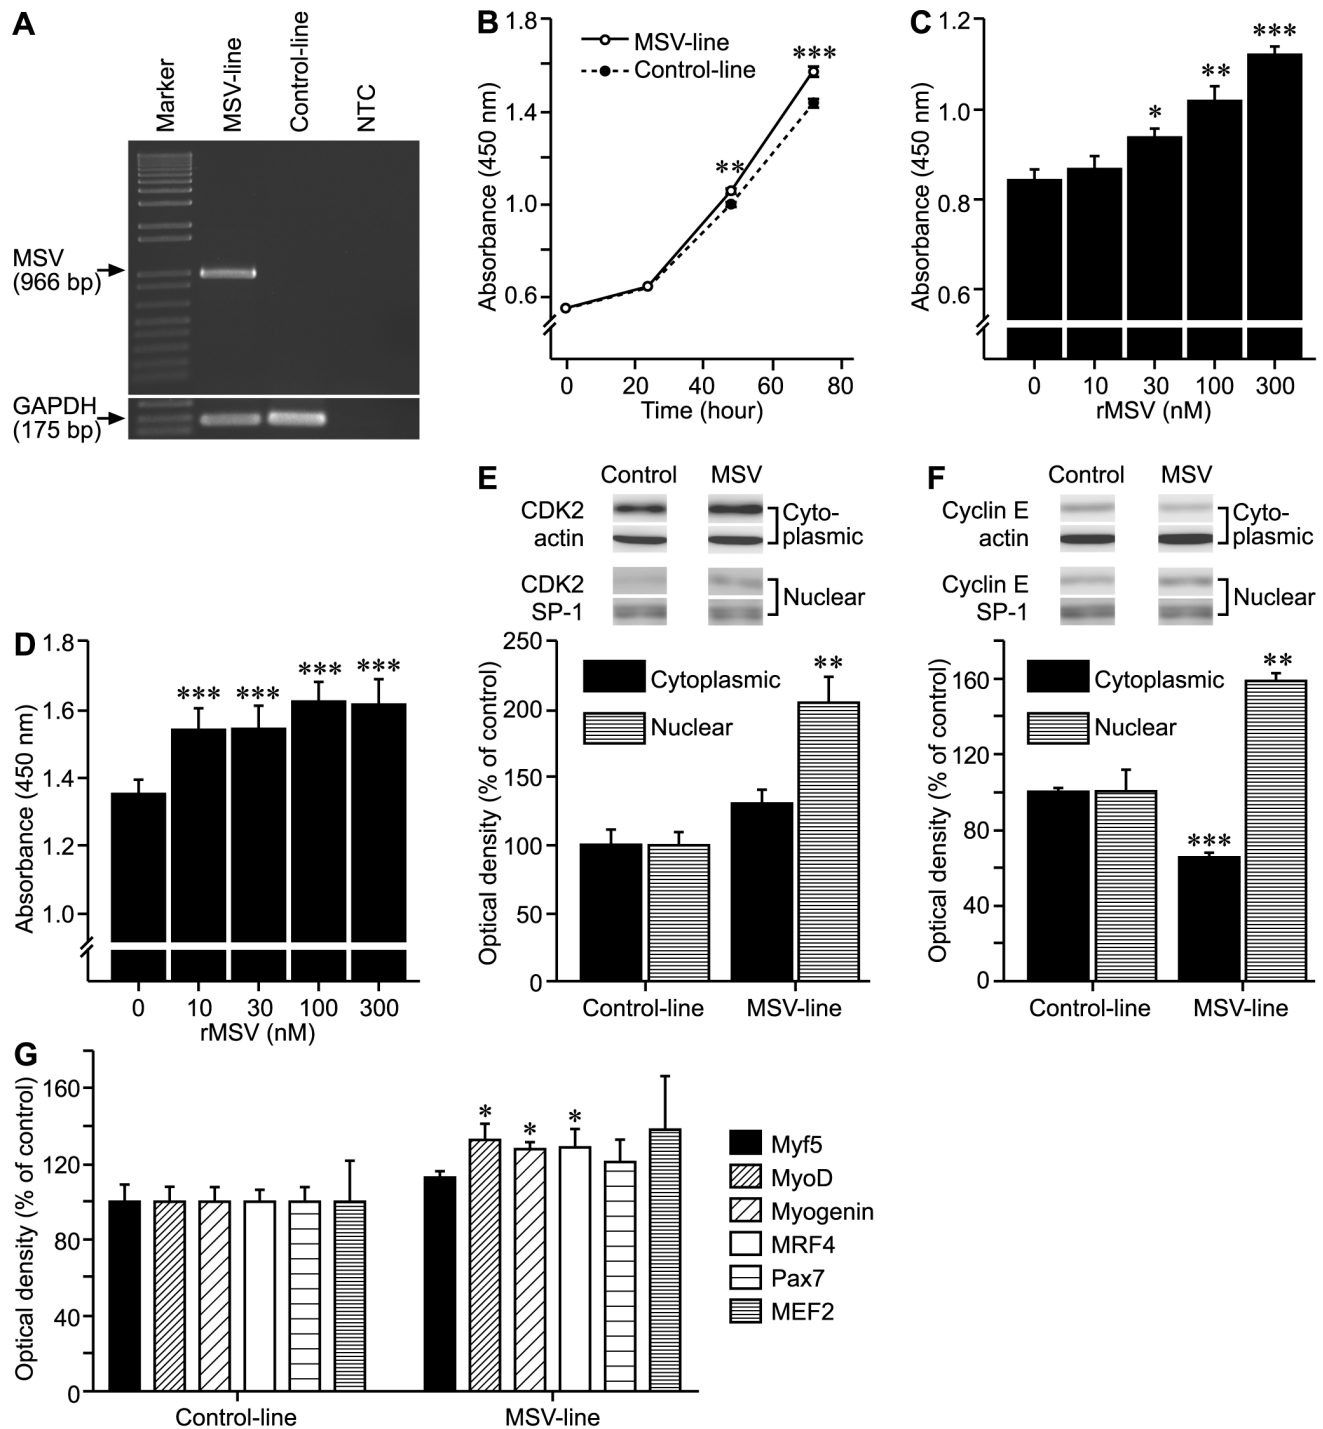 A
Marker
MSV-line
Control-line
NTC
MSV
(966 bp)
GAPDH
(175 bp)
B
1.8
1.4
1.0
0.6
Absorbance (450 nm)
MSV-line
Control-line
**
***
0 20 40 60 80
Time (hour)
C
1.2
1.0
0.8
0.6
Absorbance (450 nm)
*
**
***
0 10 30 100 300
rMSV (nM)
D
1.8
1.6
1.4
1.2
1.0
Absorbance (450 nm)
*** *** *** ***
0 10 30 100 300
rMSV (nM)
E
Control MSV
CDK2
actin
Cyto-
plasmic
CDK2
SP-1
Nuclear
250
200
150
100
50
0
Optical density (% of control)
Cytoplasmic
Nuclear
**
Control-line MSV-line
F
Control MSV
Cyclin E
actin
Cyto-
plasmic
Cyclin E
SP-1
Nuclear
160
120
80
40
0
Optical density (% of control)
Cytoplasmic
Nuclear
***
**
Control-line MSV-line
G
160
120
80
40
0
Optical density (% of control)
* * *
Control-line MSV-line
Myf5
MyoD
Myogenin
MRF4
Pax7
MEF2